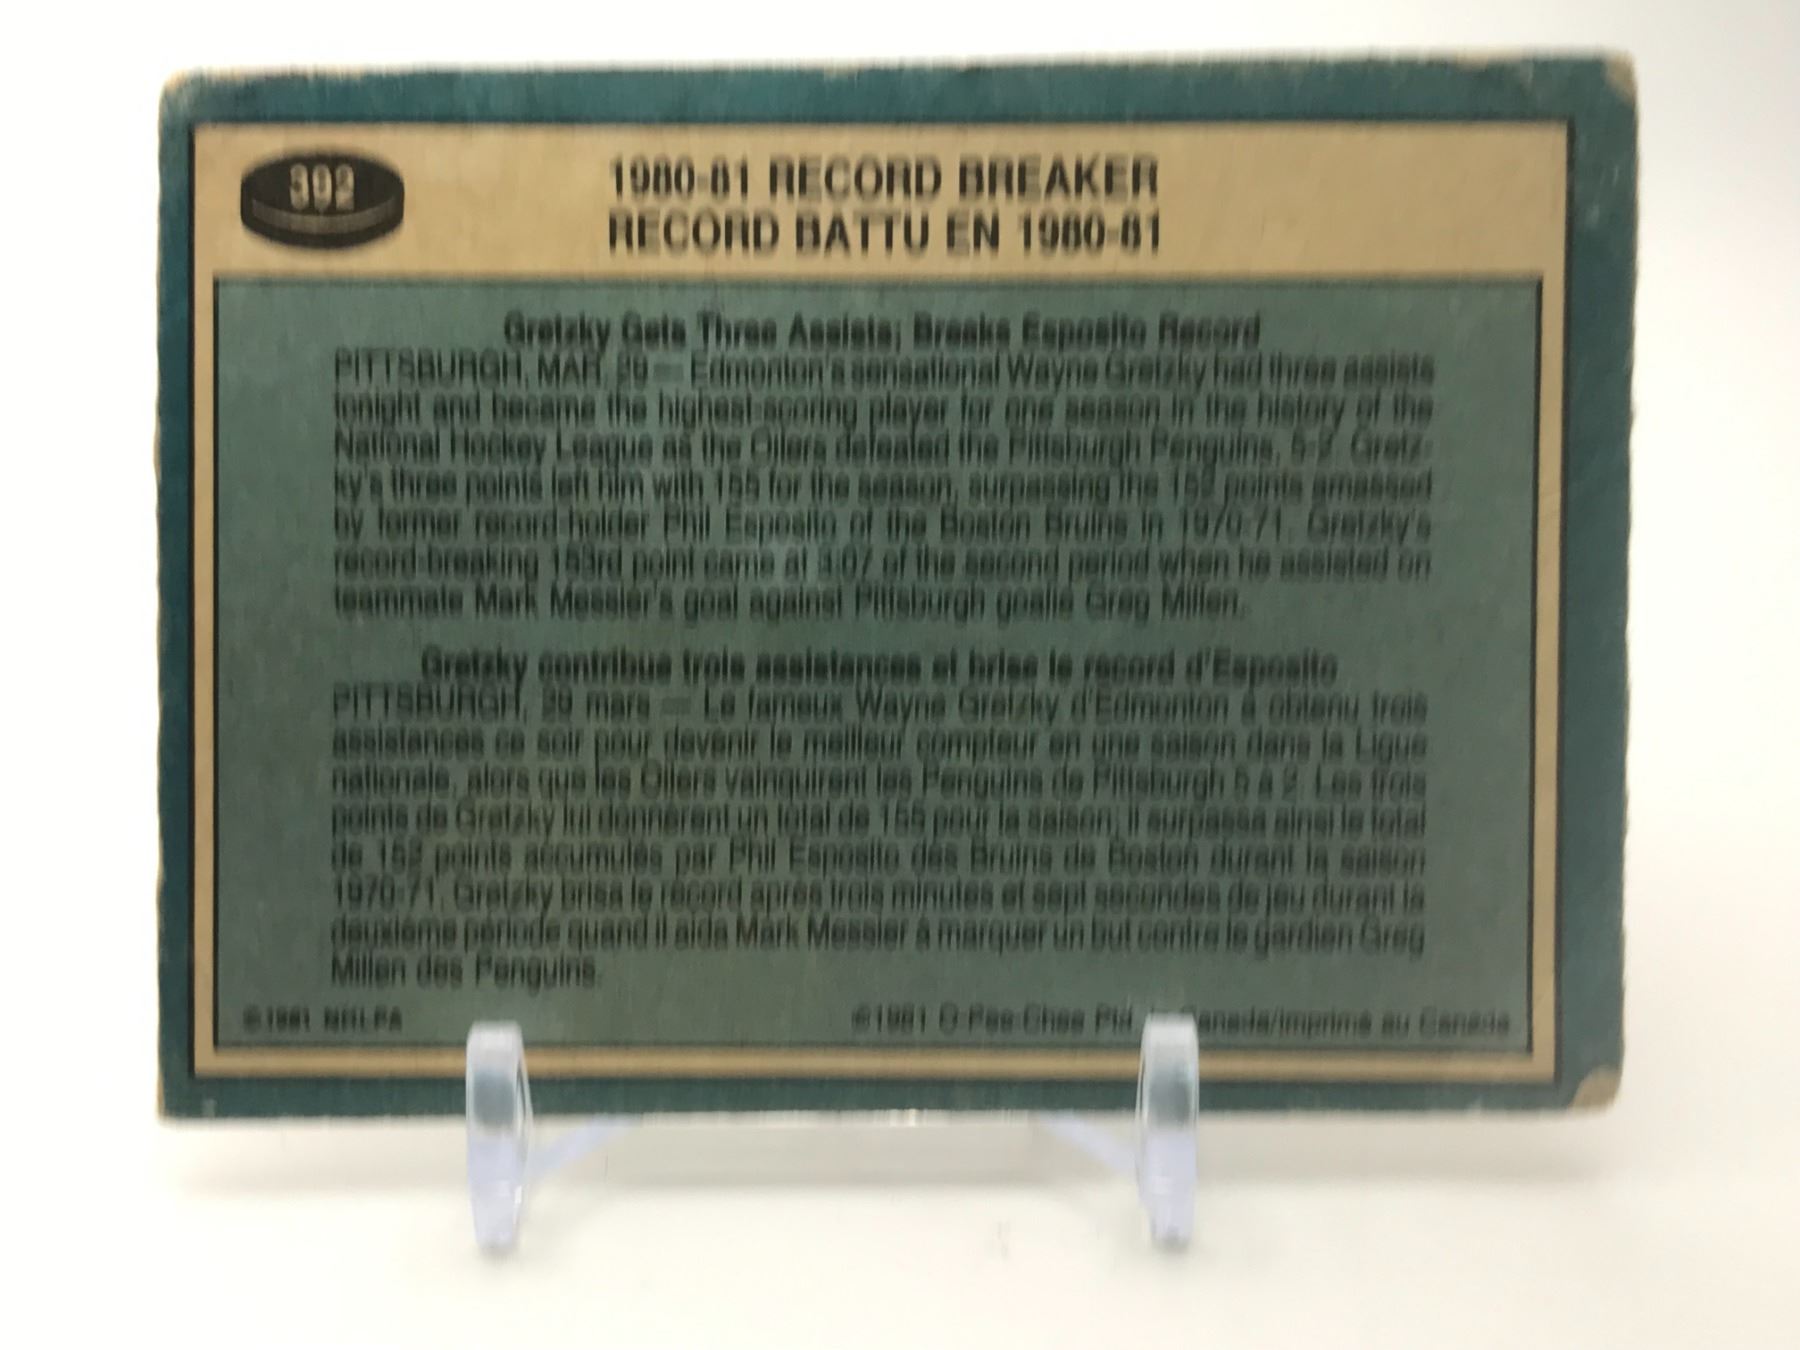 392
1980-81 RECORD BREAKER
RECORD BATTU EN 1980-81
Gretzky Gets Three Assists; Breaks Esposito Record
PITTSBURGH, MAR. 29 — Edmonton's sensational Wayne Gretzky had three assists
tonight and became the highest-scoring player for one season in the history of the
National Hockey League as the Oilers defeated the Pittsburgh Penguins, 5-2. Gretz-
ky's three points left him with 155 for the season, surpassing the 152 points amassed
by former record-holder Phil Esposito of the Boston Bruins in 1970-71. Gretzky's
record-breaking 153rd point came at 3:07 of the second period when he assisted on
teammate Mark Messier's goal against Pittsburgh goalie Greg Millen.
Gretzky contribue trois assistances et brise le record d'Esposito
PITTSBURGH, 29 mars — Le fameux Wayne Gretzky d'Edmonton a obtenu trois
assistances ce soir pour devenir le meilleur compteur en une saison dans la Ligue
nationale, alors que les Oilers vainquirent les Penguins de Pittsburgh 5 à 2. Les trois
points de Gretzky lui donnèrent un total de 155 pour la saison; il surpassa ainsi le total
de 152 points accumulés par Phil Esposito des Bruins de Boston durant la saison
1970-71. Gretzky brisa le record après trois minutes et sept secondes de jeu durant la
deuxième période quand il aida Mark Messier à marquer un but contre le gardien Greg
Millen des Penguins.
©1981 NHLPA
©1981 O-Pee-Chee Ptd. Canada/Imprimé au Canada